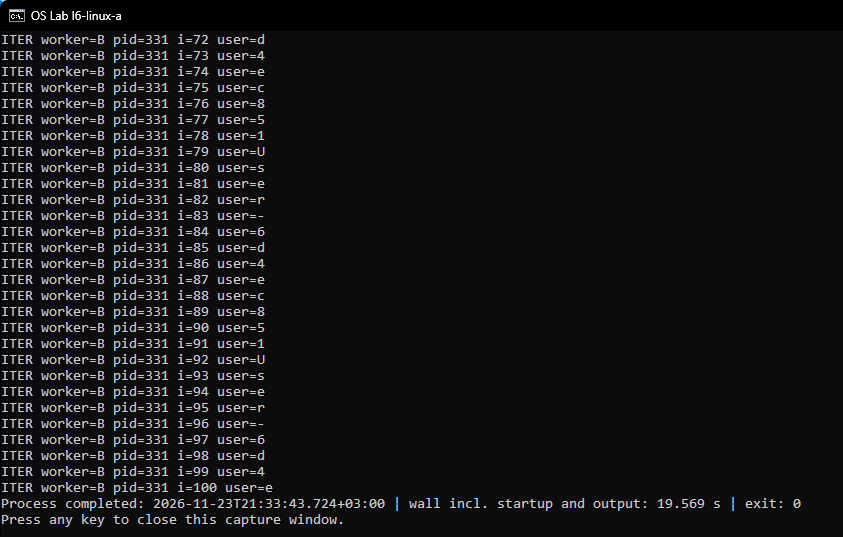 OS Lab l6-linux-a
ITER worker=B pid=331 i=72 user=d
ITER worker=B pid=331 i=73 user=4
ITER worker=B pid=331 i=74 user=e
ITER worker=B pid=331 i=75 user=c
ITER worker=B pid=331 i=76 user=8
ITER worker=B pid=331 i=77 user=5
ITER worker=B pid=331 i=78 user=1
ITER worker=B pid=331 i=79 user=U
ITER worker=B pid=331 i=80 user=s
ITER worker=B pid=331 i=81 user=e
ITER worker=B pid=331 i=82 user=r
ITER worker=B pid=331 i=83 user=-
ITER worker=B pid=331 i=84 user=6
ITER worker=B pid=331 i=85 user=d
ITER worker=B pid=331 i=86 user=4
ITER worker=B pid=331 i=87 user=e
ITER worker=B pid=331 i=88 user=c
ITER worker=B pid=331 i=89 user=8
ITER worker=B pid=331 i=90 user=5
ITER worker=B pid=331 i=91 user=1
ITER worker=B pid=331 i=92 user=U
ITER worker=B pid=331 i=93 user=s
ITER worker=B pid=331 i=94 user=e
ITER worker=B pid=331 i=95 user=r
ITER worker=B pid=331 i=96 user=-
ITER worker=B pid=331 i=97 user=6
ITER worker=B pid=331 i=98 user=d
ITER worker=B pid=331 i=99 user=4
ITER worker=B pid=331 i=100 user=e
Process completed: 2026-11-23T21:33:43.724+03:00 | wall incl. startup and output: 19.569 s | exit: 0
Press any key to close this capture window.